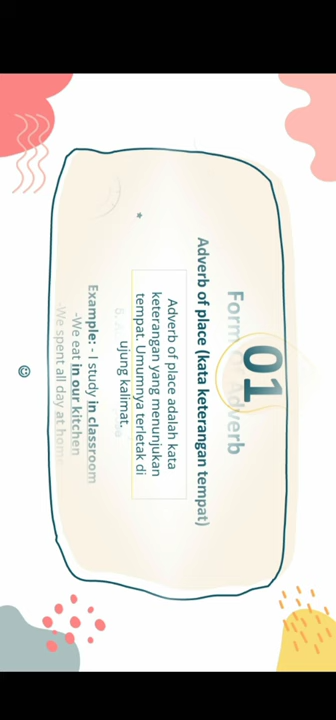 01
Form of Adverb
Adverb of place (kata keterangan tempat)
Adverb of place adalah kata
keterangan yang menunjukan
tempat. Umumnya terletak di
ujung kalimat.
Example: - I study in classroom
-We eat in our kitchen
-We spent all day at home